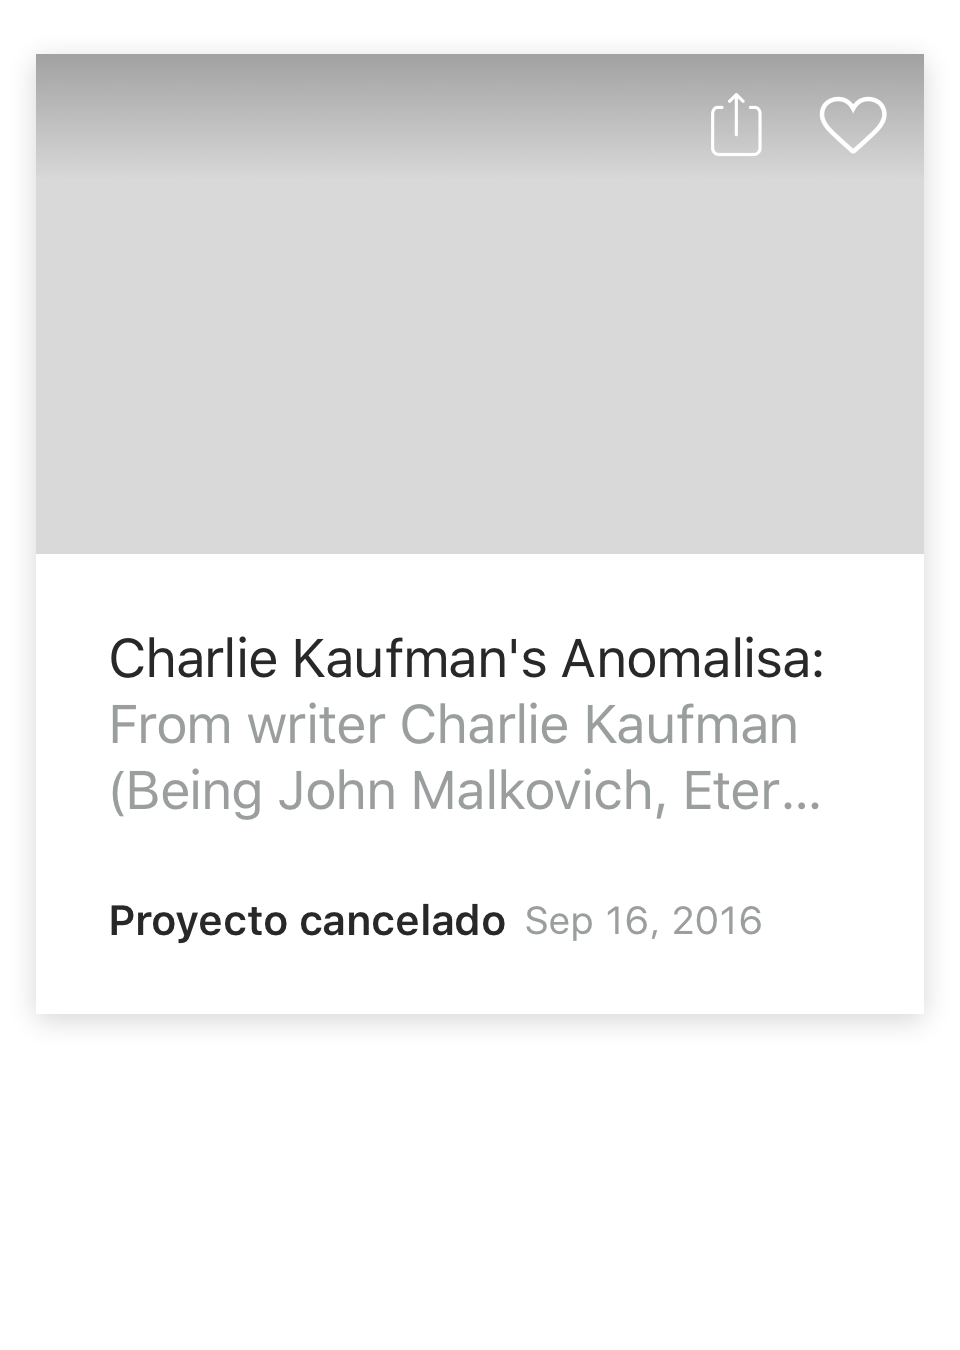 Charlie Kaufman's Anomalisa:
From writer Charlie Kaufman
(Being John Malkovich, Eter...
Proyecto cancelado Sep 16, 2016